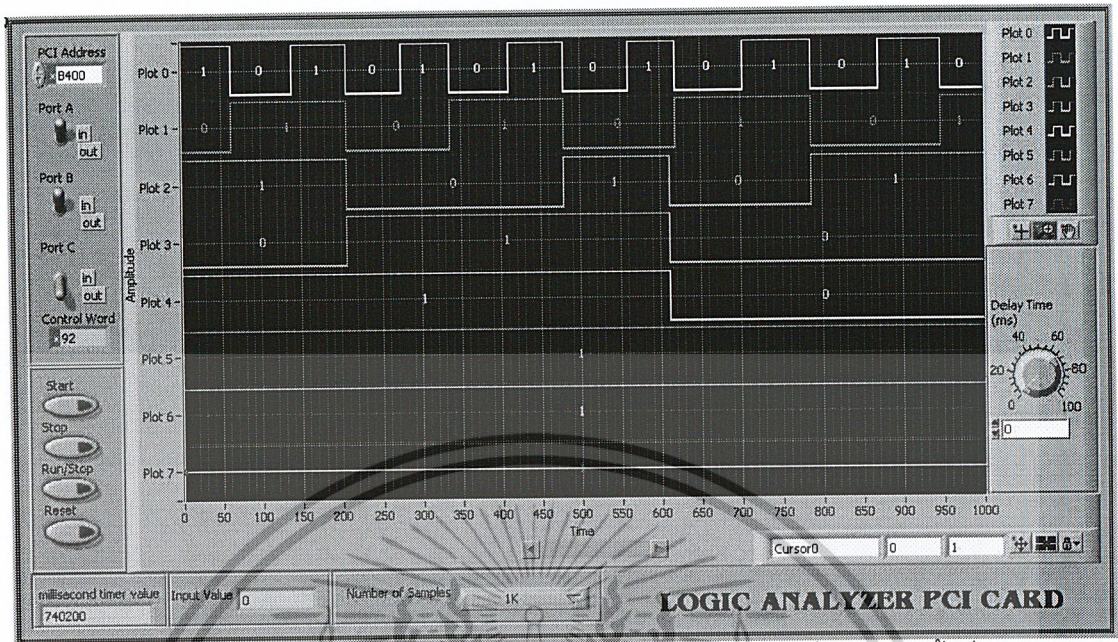 PCI Address
B400
Port A
in
out
Port B
in
out
Port C
in
out
Control Word
92
Start
Stop
Run/Stop
Reset
Amplitude
Plot 0
1 0 1 0 1 0 1 0 1 0 1 0 1 0
Plot 1
0 1 0 1 0 1 0 1
Plot 2
1 0 1 0 1
Plot 3
0 1 0
Plot 4
1 0
Plot 5
1
Plot 6
1
Plot 7
0 50 100 150 200 250 300 350 400 450 500 550 600 650 700 750 800 850 900 950 1000
Time
Plot 0
Plot 1
Plot 2
Plot 3
Plot 4
Plot 5
Plot 6
Plot 7
Delay Time
(ms)
0 20 40 60 80 100
0
Cursor0 0 1
millisecond timer value
740200
Input Value 0
Number of Samples 1K
LOGIC ANALYZER PCI CARD